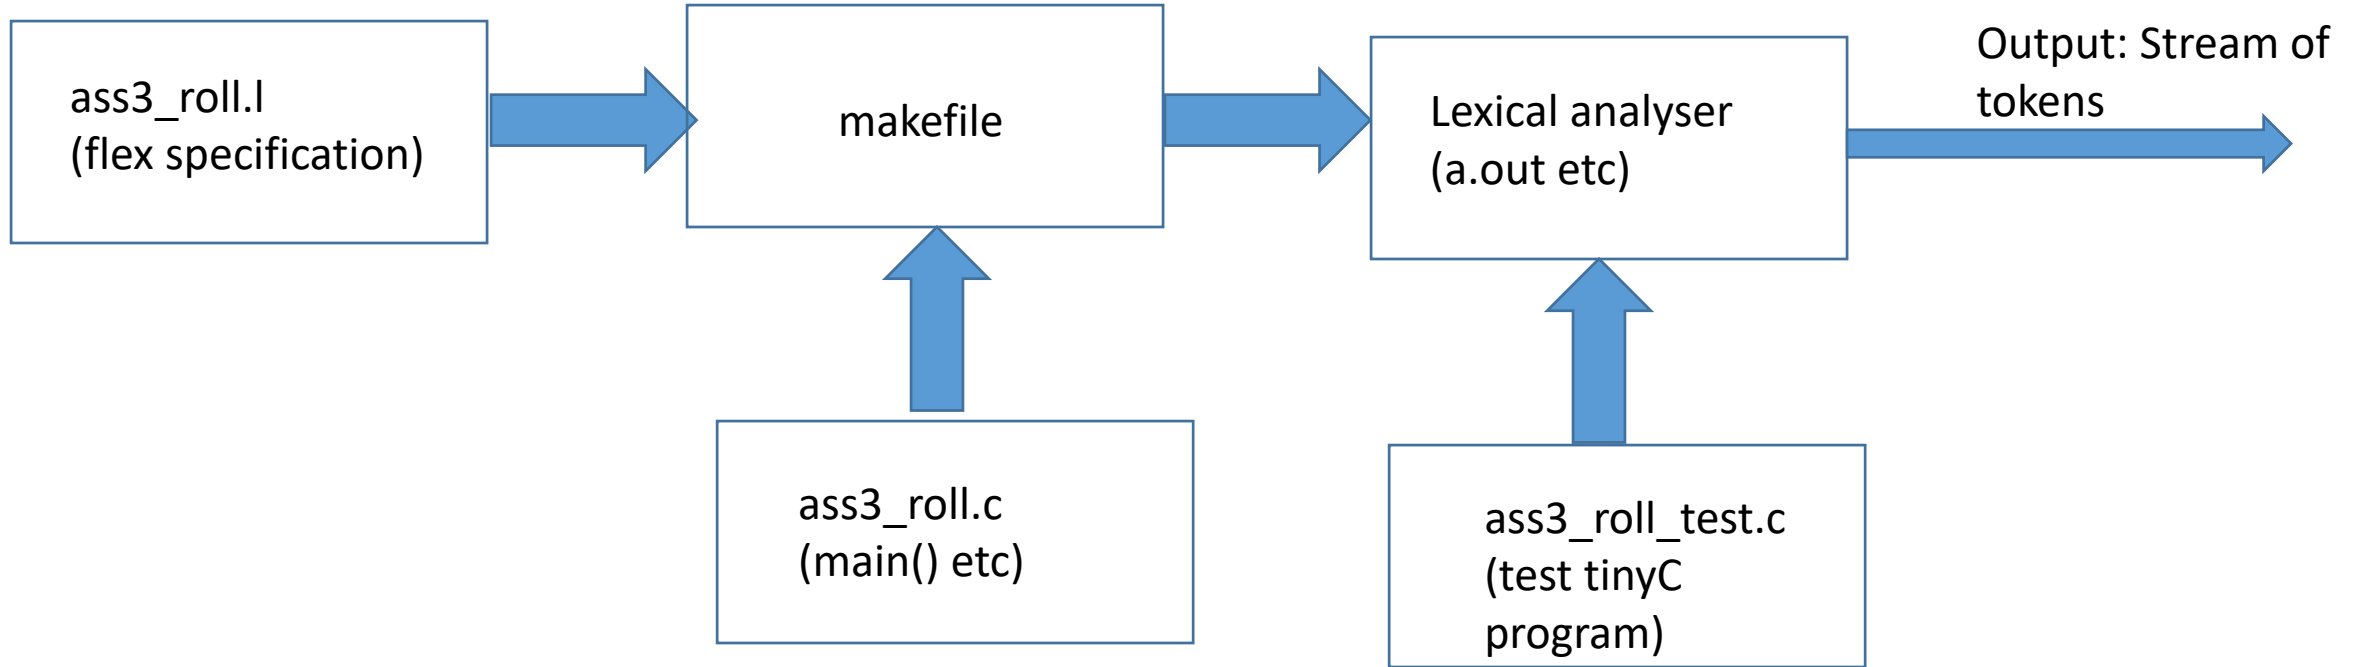 ass3_roll.l
(flex specification)
makefile
Lexical analyser
(a.out etc)
Output: Stream of
tokens
ass3_roll.c
(main() etc)
ass3_roll_test.c
(test tinyC
program)